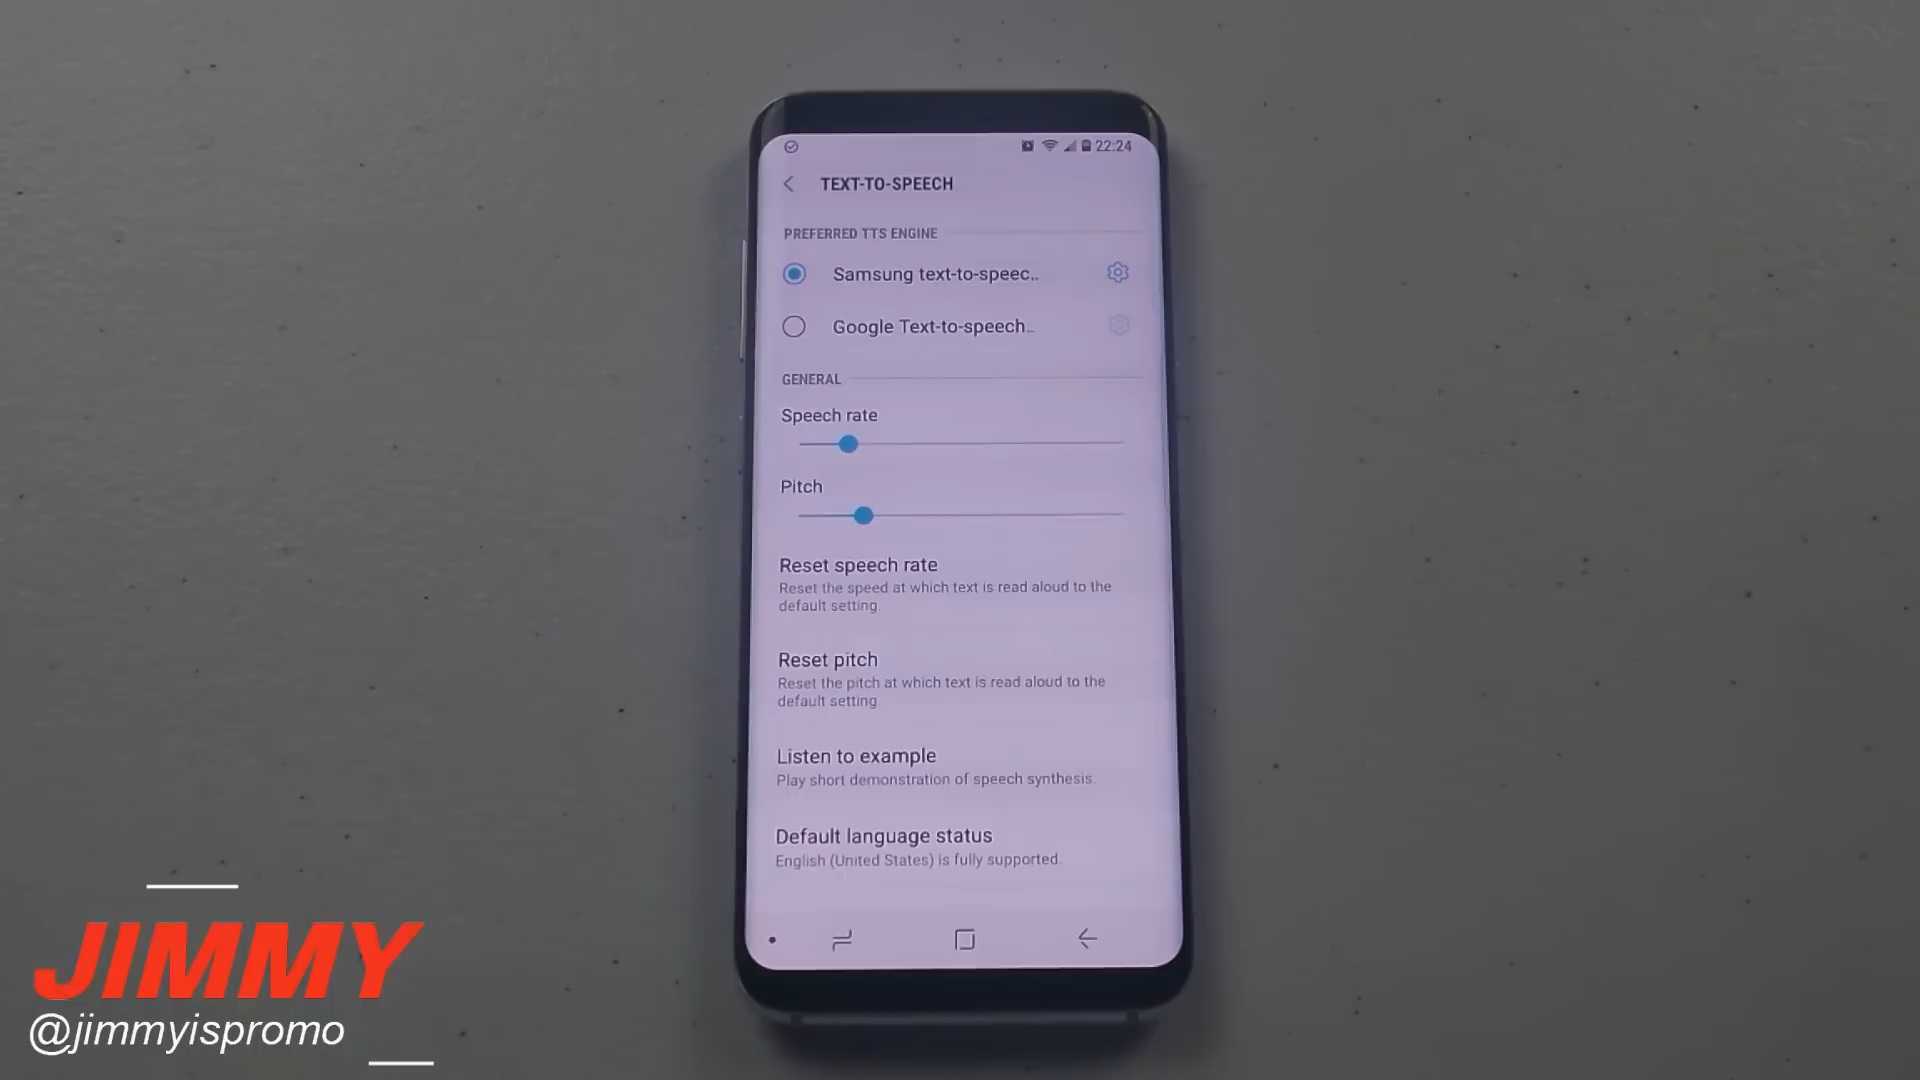 22:24
TEXT-TO-SPEECH
PREFERRED TTS ENGINE
Samsung text-to-speec..
Google Text-to-speech..
GENERAL
Speech rate
Pitch
Reset speech rate
Reset the speed at which text is read aloud to the
default setting.
Reset pitch
Reset the pitch at which text is read aloud to the
default setting
Listen to example
Play short demonstration of speech synthesis.
Default language status
English (United States) is fully supported.
JIMMY
@jimmyispromo